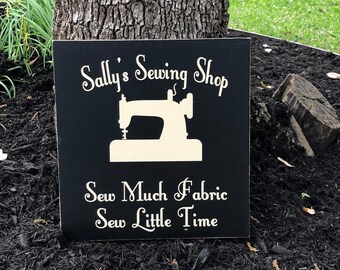 Sally's Sewing Shop
Sew Much Fabric
Sew Little Time